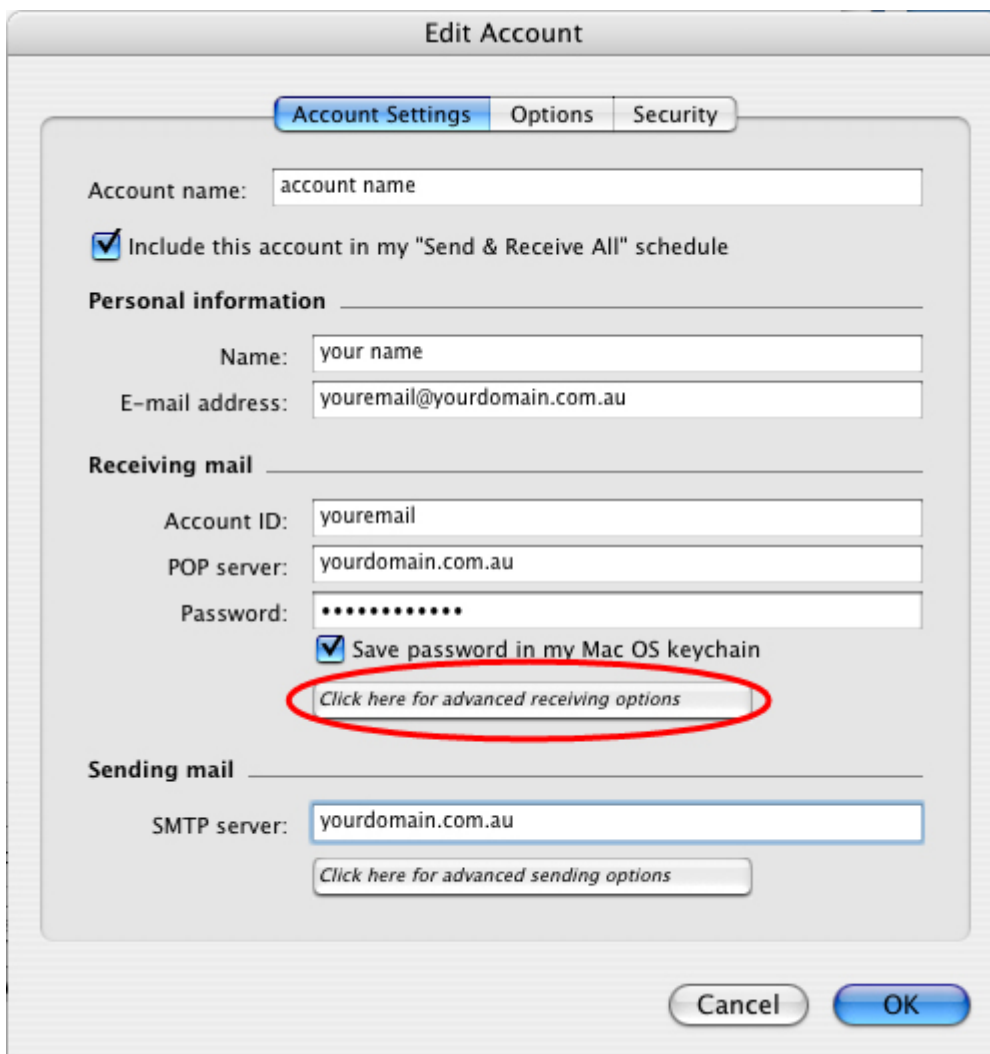 Edit Account
Account Settings Options Security
Account name: account name
Include this account in my "Send & Receive All" schedule
Personal information
Name: your name
E-mail address: youremail@yourdomain.com.au
Receiving mail
Account ID: youremail
POP server: yourdomain.com.au
Password: ••••••••••••
Save password in my Mac OS keychain
Click here for advanced receiving options
Sending mail
SMTP server: yourdomain.com.au
Click here for advanced sending options
Cancel OK